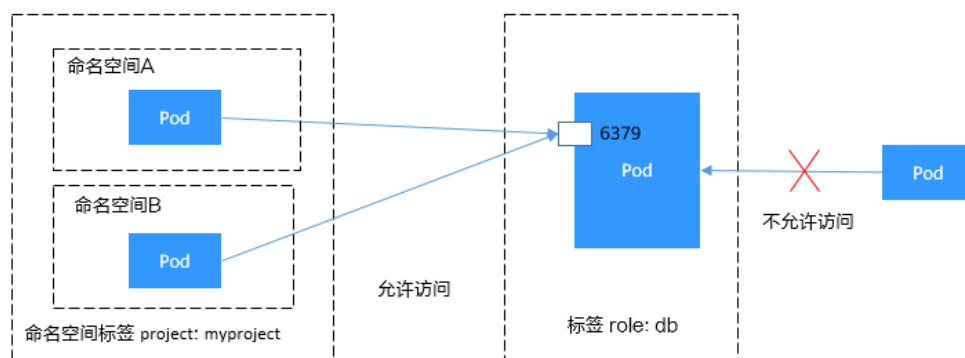 命名空间A
Pod
命名空间B
Pod
命名空间标签 project: myproject
允许访问
6379
Pod
标签 role: db
Pod
不允许访问